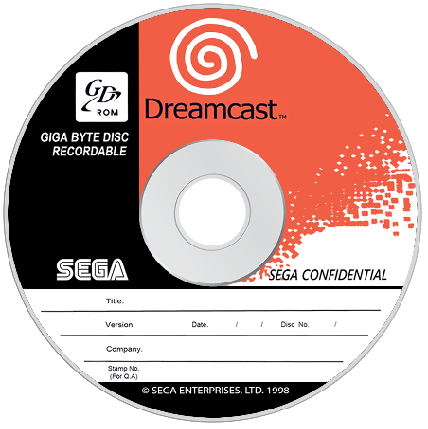 GD
ROM
Dreamcast™
GIGA BYTE DISC
RECORDABLE
SEGA
SEGA CONFIDENTIAL
Title.
Version Date. / / Disc No. /
Company.
Stamp No.
(For Q.A)
© SEGA ENTERPRISES. LTD. 1998